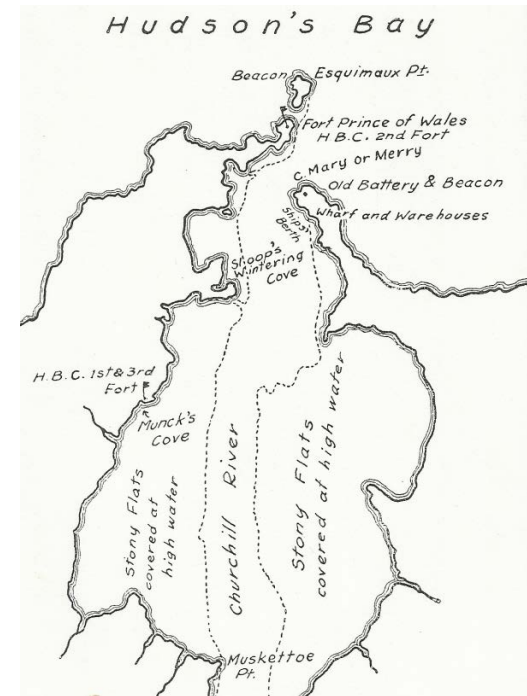 Hudson's Bay
Beacon
Esquimaux Pt.
Fort Prince of Wales
H.B.C. 2nd Fort
C. Mary or Merry
Old Battery & Beacon
Ships' Berth
Wharf and Warehouses
Sloop's
Wintering
Cove
H.B.C. 1st & 3rd
Fort
Munck's
Cove
Stony Flats
covered at
high water
Churchill River
Stony Flats
covered at high water
Muskettoe
Pt.